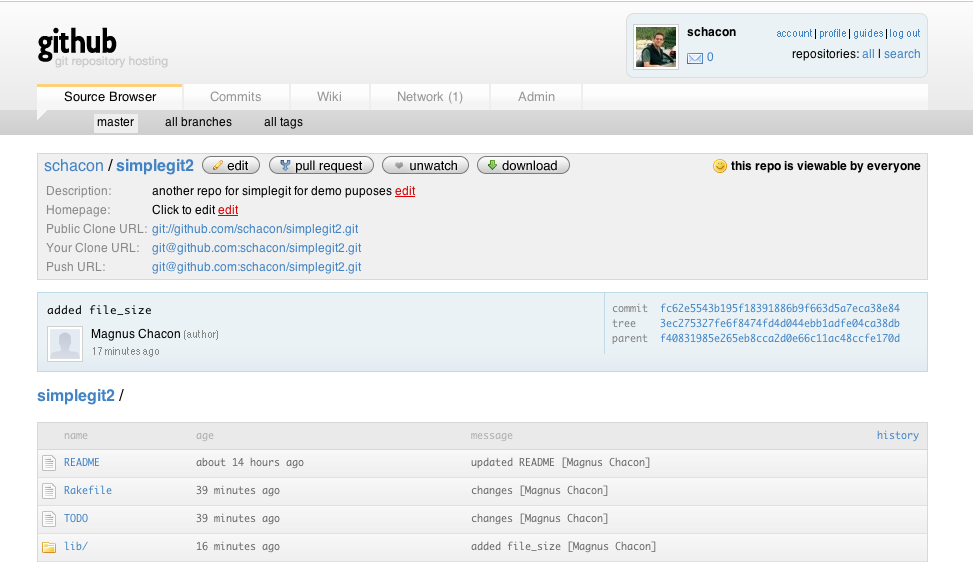 github
git repository hosting
schacon
account | profile | guides | log out
0
repositories: all | search
Source Browser Commits Wiki Network (1) Admin
master all branches all tags
schacon / simplegit2 edit pull request unwatch download this repo is viewable by everyone
Description: another repo for simplegit for demo puposes edit
Homepage: Click to edit edit
Public Clone URL: git://github.com/schacon/simplegit2.git
Your Clone URL: git@github.com:schacon/simplegit2.git
Push URL: git@github.com:schacon/simplegit2.git
added file_size
Magnus Chacon (author)
17 minutes ago
commit fc62e5543b195f18391886b9f663d5a7eca38e84
tree 3ec275327fe6f8474fd4d044ebb1adfe04ca38db
parent f40831985e265eb8cca2d0e66c11ac48ccfe170d
simplegit2 /
name age message history
README about 14 hours ago updated README [Magnus Chacon]
Rakefile 39 minutes ago changes [Magnus Chacon]
TODO 39 minutes ago changes [Magnus Chacon]
lib/ 16 minutes ago added file_size [Magnus Chacon]